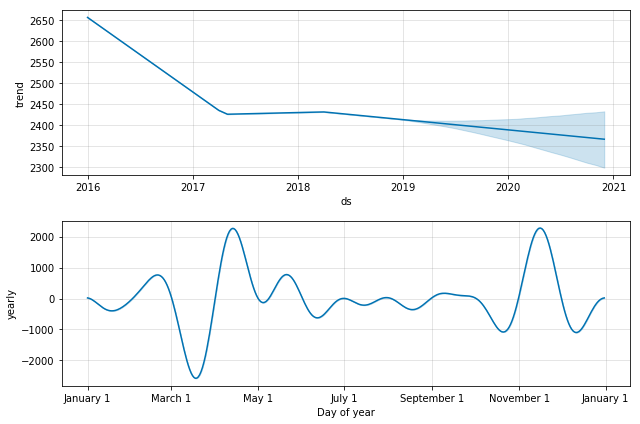 2650
2600
2550
2500
2450
2400
2350
2300
trend
2016 2017 2018 2019 2020 2021
ds
2000
1000
0
−1000
−2000
yearly
January 1 March 1 May 1 July 1 September 1 November 1 January 1
Day of year